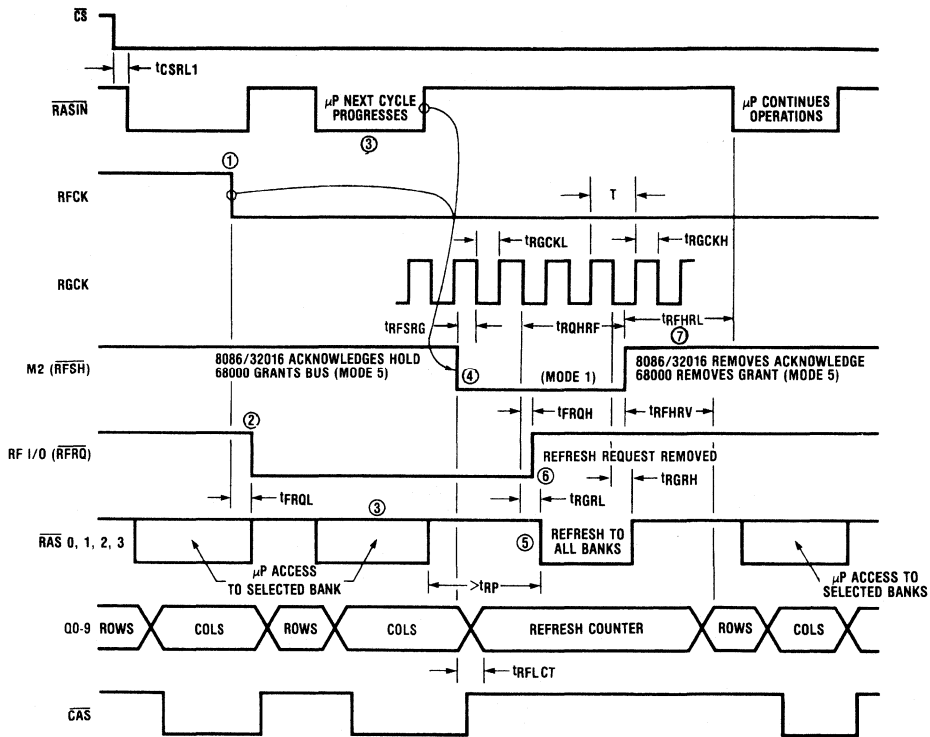 CS
tCSRL1
RASIN
μP NEXT CYCLE
PROGRESSES
③
μP CONTINUES
OPERATIONS
①
RFCK
T
tRGCKL
tRGCKH
RGCK
tRFSRG
tRQHRF
tRFHRL
⑦
M2 (RFSH)
8086/32016 ACKNOWLEDGES HOLD
68000 GRANTS BUS (MODE 5)
④
(MODE 1)
8086/32016 REMOVES ACKNOWLEDGE
68000 REMOVES GRANT (MODE 5)
tFRQH
tRFHRV
②
RF I/O (RFRQ)
REFRESH REQUEST REMOVED
⑥
tFRQL
tRGRL
tRGRH
③
RAS 0, 1, 2, 3
⑤
REFRESH TO
ALL BANKS
μP ACCESS
TO SELECTED BANK
>tRP
μP ACCESS TO
SELECTED BANKS
Q0-9 ROWS COLS ROWS COLS REFRESH COUNTER ROWS COLS
tRFLCT
CAS